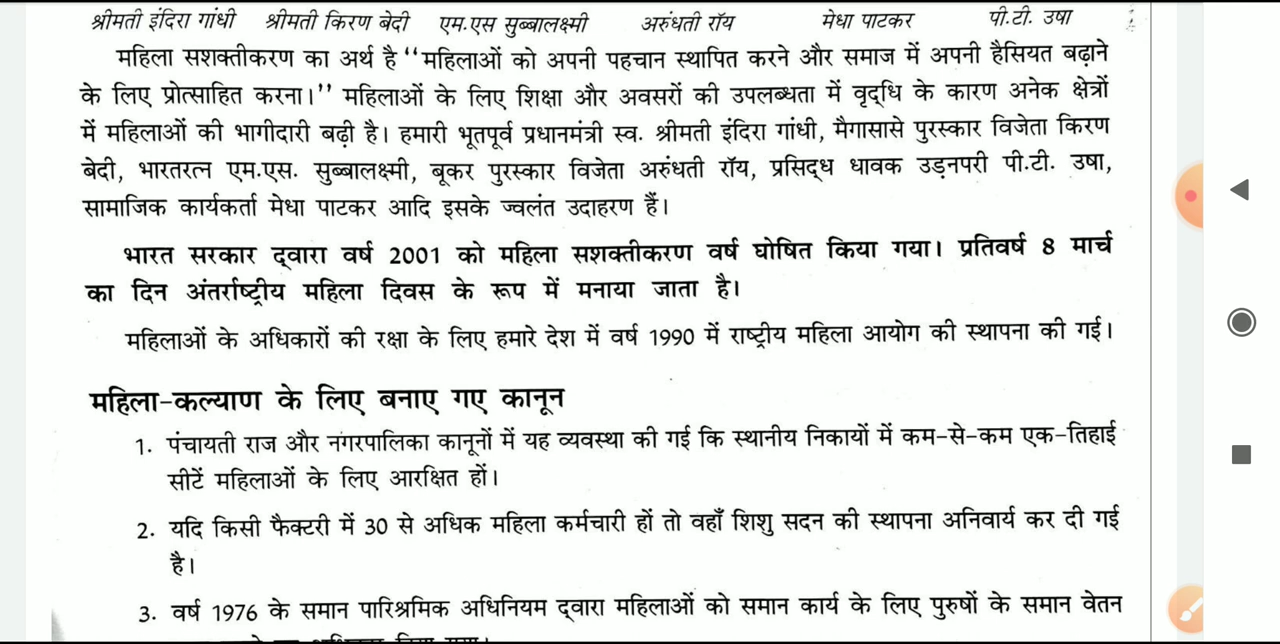 श्रीमती इंदिरा गांधी श्रीमती किरण बेदी एम.एस सुब्बालक्ष्मी अरुंधती रॉय मेधा पाटकर पी.टी. उषा
महिला सशक्तीकरण का अर्थ है “महिलाओं को अपनी पहचान स्थापित करने और समाज में अपनी हैसियत बढ़ाने
के लिए प्रोत्साहित करना।” महिलाओं के लिए शिक्षा और अवसरों की उपलब्धता में वृद्धि के कारण अनेक क्षेत्रों
में महिलाओं की भागीदारी बढ़ी है। हमारी भूतपूर्व प्रधानमंत्री स्व. श्रीमती इंदिरा गांधी, मैगासासे पुरस्कार विजेता किरण
बेदी, भारतरत्न एम.एस. सुब्बालक्ष्मी, बूकर पुरस्कार विजेता अरुंधती रॉय, प्रसिद्ध धावक उड़नपरी पी.टी. उषा,
सामाजिक कार्यकर्ता मेधा पाटकर आदि इसके ज्वलंत उदाहरण हैं।
भारत सरकार द्वारा वर्ष 2001 को महिला सशक्तीकरण वर्ष घोषित किया गया। प्रतिवर्ष 8 मार्च
का दिन अंतर्राष्ट्रीय महिला दिवस के रूप में मनाया जाता है।
महिलाओं के अधिकारों की रक्षा के लिए हमारे देश में वर्ष 1990 में राष्ट्रीय महिला आयोग की स्थापना की गई।
महिला-कल्याण के लिए बनाए गए कानून
1. पंचायती राज और नगरपालिका कानूनों में यह व्यवस्था की गई कि स्थानीय निकायों में कम-से-कम एक-तिहाई
सीटें महिलाओं के लिए आरक्षित हों।
2. यदि किसी फैक्टरी में 30 से अधिक महिला कर्मचारी हों तो वहाँ शिशु सदन की स्थापना अनिवार्य कर दी गई
है।
3. वर्ष 1976 के समान पारिश्रमिक अधिनियम द्वारा महिलाओं को समान कार्य के लिए पुरुषों के समान वेतन